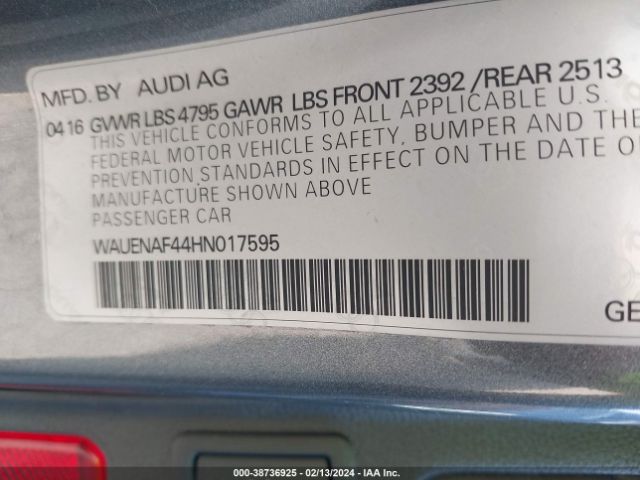 MFD. BY AUDI AG
04 16 GVWR LBS 4795 GAWR LBS FRONT 2392 /REAR 2513
THIS VEHICLE CONFORMS TO ALL APPLICABLE U.S.
FEDERAL MOTOR VEHICLE SAFETY, BUMPER AND THE
PREVENTION STANDARDS IN EFFECT ON THE DATE O
MANUFACTURE SHOWN ABOVE
PASSENGER CAR
WAUENAF44HN017595
GE
000-38736925 - 02/13/2024 - IAA Inc.